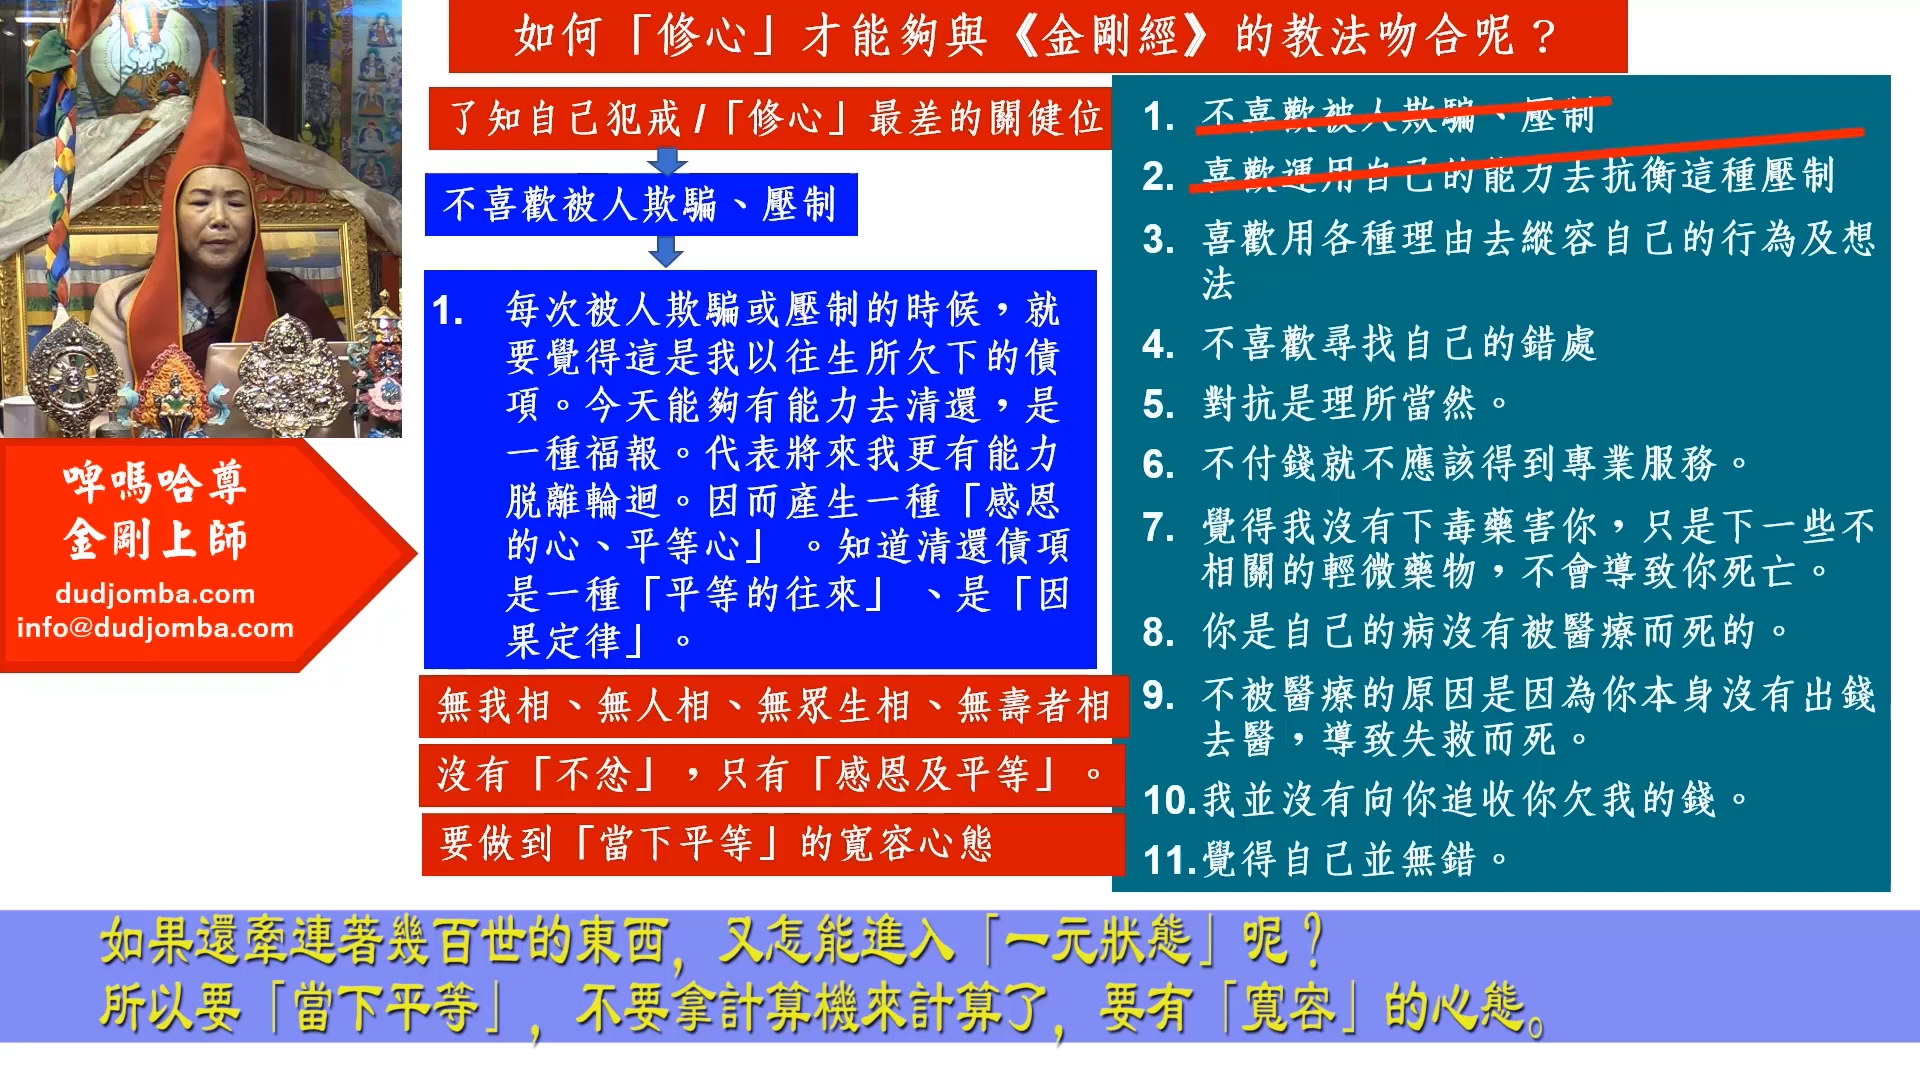 如何「修心」才能夠與《金剛經》的教法吻合呢？
了知自己犯戒 /「修心」最差的關健位
不喜歡被人欺騙、壓制
1. 每次被人欺騙或壓制的時候，就
要覺得這是我以往生所欠下的債
項。今天能夠有能力去清還，是
一種福報。代表將來我更有能力
脱離輪迴。因而產生一種「感恩
的心、平等心」 。知道清還債項
是一種「平等的往來」 、是「因
果定律」。
無我相、無人相、無眾生相、無壽者相
沒有「不忿」，只有「感恩及平等」。
要做到「當下平等」的寬容心態
1. 不喜歡被人欺騙、壓制
2. 喜歡運用自己的能力去抗衡這種壓制
3. 喜歡用各種理由去縱容自己的行為及想
法
4. 不喜歡尋找自己的錯處
5. 對抗是理所當然。
6. 不付錢就不應該得到專業服務。
7. 覺得我沒有下毒藥害你，只是下一些不
相關的輕微藥物，不會導致你死亡。
8. 你是自己的病沒有被醫療而死的。
9. 不被醫療的原因是因為你本身沒有出錢
去醫，導致失救而死。
10.我並沒有向你追收你欠我的錢。
11.覺得自己並無錯。
啤嗎哈尊
金剛上師
dudjomba.com
info@dudjomba.com
如果還牽連著幾百世的東西，又怎能進入「一元狀態」呢？
所以要「當下平等」，不要拿計算機來計算了，要有「寬容」的心態。